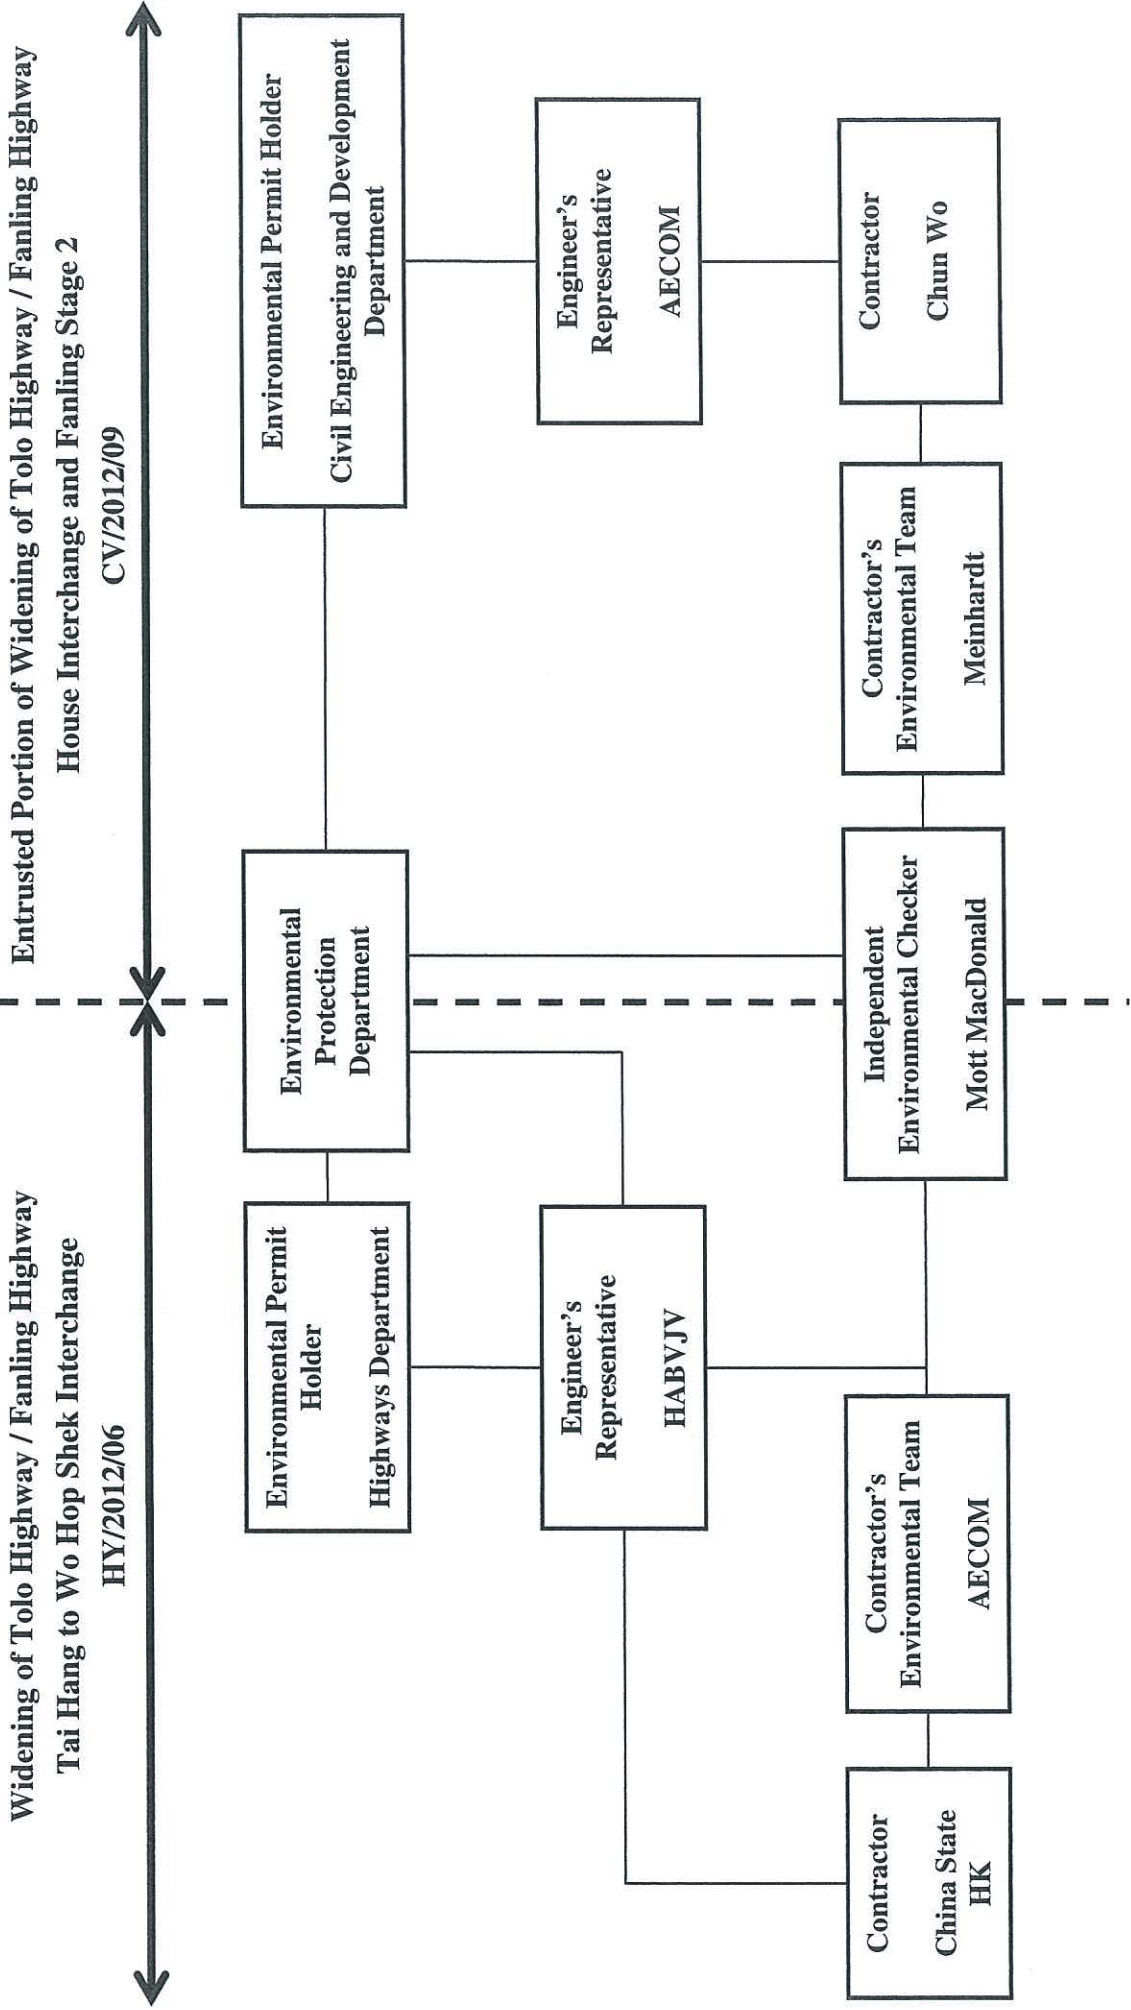 Widening of Tolo Highway / Fanling Highway
Tai Hang to Wo Hop Shek Interchange
HY/2012/06
Entrusted Portion of Widening of Tolo Highway / Fanling Highway
House Interchange and Fanling Stage 2
CV/2012/09
Environmental Permit
Holder
Highways Department
Environmental
Protection
Department
Environmental Permit Holder
Civil Engineering and Development
Department
Engineer's
Representative
HABVJV
Engineer's
Representative
AECOM
Contractor
China State
HK
Contractor's
Environmental Team
AECOM
Independent
Environmental Checker
Mott MacDonald
Contractor's
Environmental Team
Meinhardt
Contractor
Chun Wo